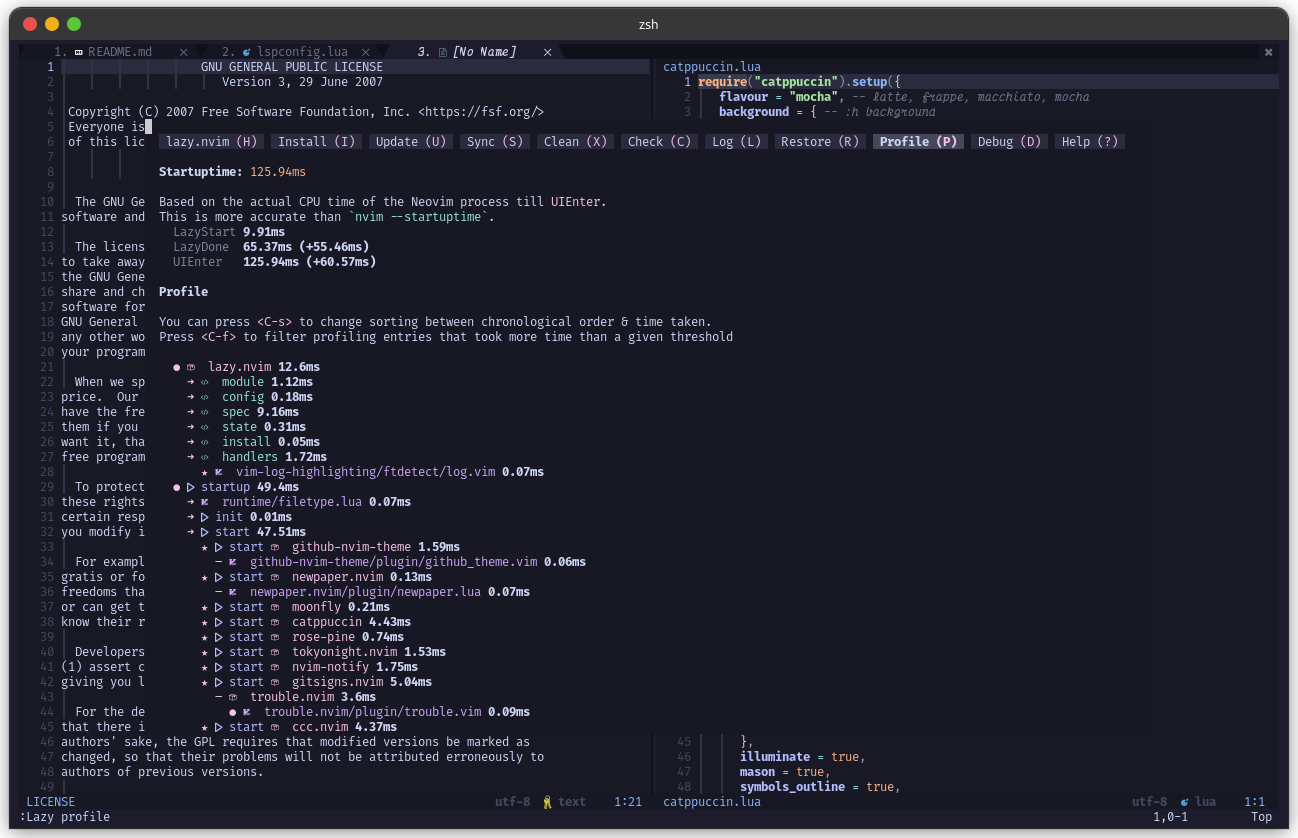 zsh
1. README.md × 2. lspconfig.lua × 3. [No Name] ×
1 GNU GENERAL PUBLIC LICENSE
2 Version 3, 29 June 2007
3
4 Copyright (C) 2007 Free Software Foundation, Inc. <https://fsf.org/>
5 Everyone is
6 of this lic
7
8
9
10 The GNU Ge
11 software and
12
13 The licens
14 to take away
15 the GNU Gene
16 share and ch
17 software for
18 GNU General
19 any other wo
20 your program
21
22 When we sp
23 price. Our
24 have the fre
25 them if you
26 want it, tha
27 free program
28
29 To protect
30 these rights
31 certain resp
32 you modify i
33
34 For exampl
35 gratis or fo
36 freedoms tha
37 or can get t
38 know their r
39
40 Developers
41 (1) assert c
42 giving you l
43
44 For the de
45 that there i
46 authors' sake, the GPL requires that modified versions be marked as
47 changed, so that their problems will not be attributed erroneously to
48 authors of previous versions.
49
LICENSE utf-8 text 1:21
catppuccin.lua
1 require("catppuccin").setup({
2 flavour = "mocha", -- latte, frappe, macchiato, mocha
3 background = { -- :h background
lazy.nvim (H) Install (I) Update (U) Sync (S) Clean (X) Check (C) Log (L) Restore (R) Profile (P) Debug (D) Help (?)
Startuptime: 125.94ms
Based on the actual CPU time of the Neovim process till UIEnter.
This is more accurate than `nvim --startuptime`.
LazyStart 9.91ms
LazyDone 65.37ms (+55.46ms)
UIEnter 125.94ms (+60.57ms)
Profile
You can press <C-s> to change sorting between chronological order & time taken.
Press <C-f> to filter profiling entries that took more time than a given threshold
● lazy.nvim 12.6ms
➜ module 1.12ms
➜ config 0.18ms
➜ spec 9.16ms
➜ state 0.31ms
➜ install 0.05ms
➜ handlers 1.72ms
★ vim-log-highlighting/ftdetect/log.vim 0.07ms
● startup 49.4ms
➜ runtime/filetype.lua 0.07ms
➜ init 0.01ms
➜ start 47.51ms
★ start github-nvim-theme 1.59ms
‒ github-nvim-theme/plugin/github_theme.vim 0.06ms
★ start newpaper.nvim 0.13ms
‒ newpaper.nvim/plugin/newpaper.lua 0.07ms
★ start moonfly 0.21ms
★ start catppuccin 4.43ms
★ start rose-pine 0.74ms
★ start tokyonight.nvim 1.53ms
★ start nvim-notify 1.75ms
★ start gitsigns.nvim 5.04ms
‒ trouble.nvim 3.6ms
● trouble.nvim/plugin/trouble.vim 0.09ms
★ start ccc.nvim 4.37ms
45 },
46 illuminate = true,
47 mason = true,
48 symbols_outline = true,
catppuccin.lua utf-8 lua 1:1
:Lazy profile 1,0-1 Top